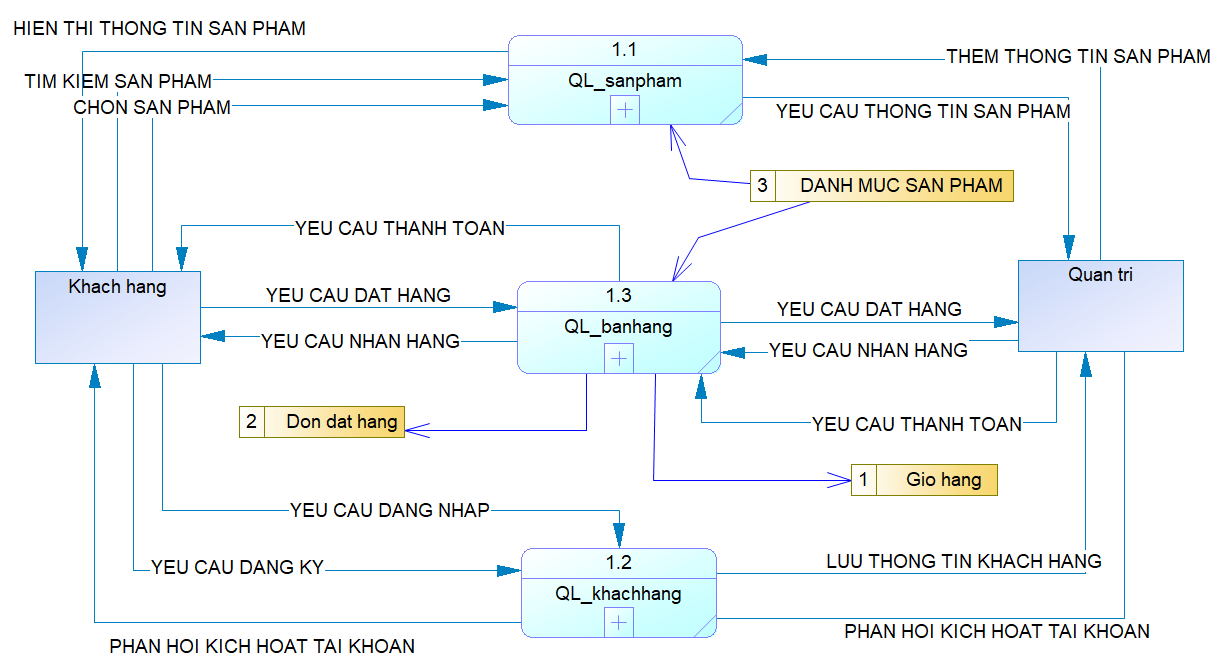 HIEN THI THONG TIN SAN PHAM
1.1
THEM THONG TIN SAN PHAM
TIM KIEM SAN PHAM
QL_sanpham
CHON SAN PHAM
YEU CAU THONG TIN SAN PHAM
3 DANH MUC SAN PHAM
YEU CAU THANH TOAN
Khach hang
Quan tri
YEU CAU DAT HANG
1.3
YEU CAU DAT HANG
QL_banhang
YEU CAU NHAN HANG
YEU CAU NHAN HANG
2 Don dat hang
YEU CAU THANH TOAN
1 Gio hang
YEU CAU DANG NHAP
1.2
LUU THONG TIN KHACH HANG
YEU CAU DANG KY
QL_khachhang
PHAN HOI KICH HOAT TAI KHOAN
PHAN HOI KICH HOAT TAI KHOAN